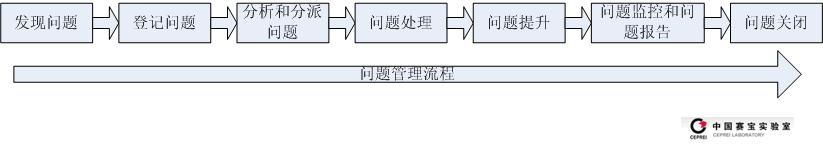 发现问题
登记问题
分析和分派
问题
问题处理
问题提升
问题监控和问
题报告
问题关闭
问题管理流程
中国赛宝实验室
CEPREI
CEPREI LABORATORY